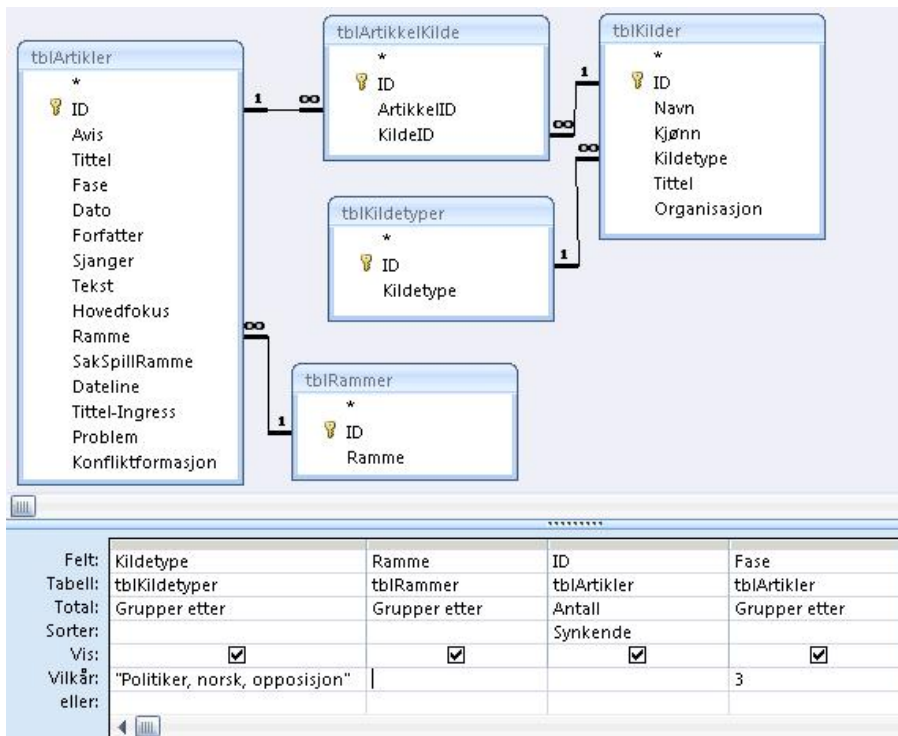 tblArtikler
*
ID
Avis
Tittel
Fase
Dato
Forfatter
Sjanger
Tekst
Hovedfokus
Ramme
SakSpillRamme
Dateline
Tittel-Ingress
Problem
Konfliktformasjon
1 ∞
tblArtikkelKilde
*
ID
ArtikkelID
KildeID
1
∞
tblKilder
*
ID
Navn
Kjønn
Kildetype
Tittel
Organisasjon
∞
1
tblKildetyper
*
ID
Kildetype
∞
1
tblRammer
*
ID
Ramme
Felt: Kildetype Ramme ID Fase
Tabell: tblKildetyper tblRammer tblArtikler tblArtikler
Total: Grupper etter Grupper etter Antall Grupper etter
Sorter: Synkende
Vis:
Vilkår: "Politiker, norsk, opposisjon" 3
eller: